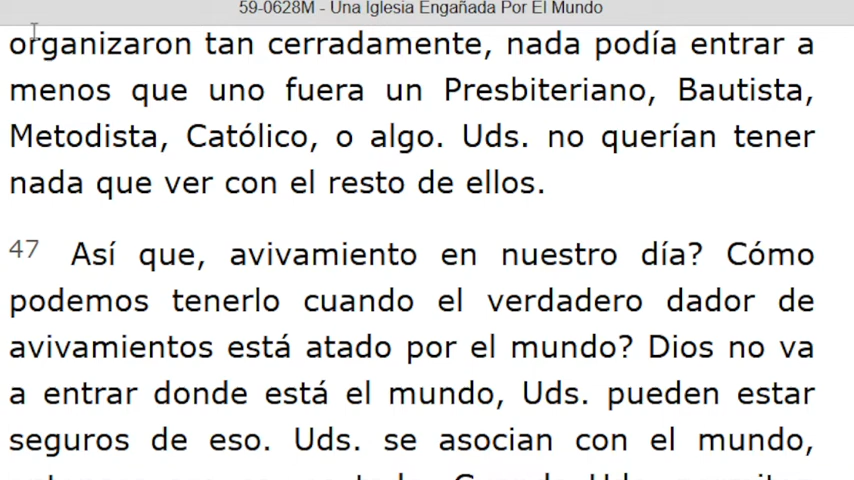 59-0628M - Una Iglesia Engañada Por El Mundo
organizaron tan cerradamente, nada podía entrar a
menos que uno fuera un Presbiteriano, Bautista,
Metodista, Católico, o algo. Uds. no querían tener
nada que ver con el resto de ellos.
47 Así que, avivamiento en nuestro día? Cómo
podemos tenerlo cuando el verdadero dador de
avivamientos está atado por el mundo? Dios no va
a entrar donde está el mundo, Uds. pueden estar
seguros de eso. Uds. se asocian con el mundo,